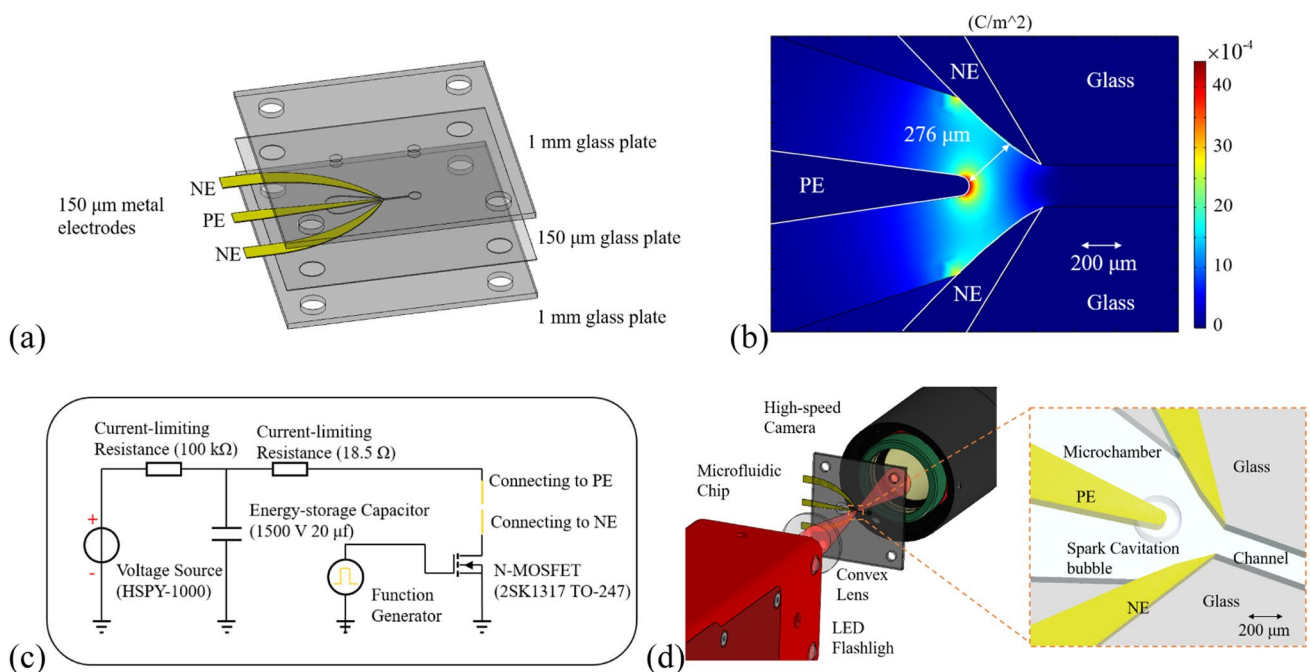 1 mm glass plate
NE
150 μm metal
electrodes
PE
NE
150 μm glass plate
1 mm glass plate
(a)
(C/m^2)
×10-4
NE
Glass
40
276 μm
30
PE
20
200 μm
10
NE
Glass
0
(b)
Current-limiting
Resistance (100 kΩ)
Current-limiting
Resistance (18.5 Ω)
Connecting to PE
Energy-storage Capacitor
(1500 V 20 μf)
Connecting to NE
+
-
Voltage Source
(HSPY-1000)
Function
Generator
N-MOSFET
(2SK1317 TO-247)
(c)
High-speed
Camera
Microfluidic
Chip
Convex
Lens
LED
Flashligh
Microchamber
Glass
PE
Spark Cavitation
bubble
Channel
NE
Glass
200 μm
(d)